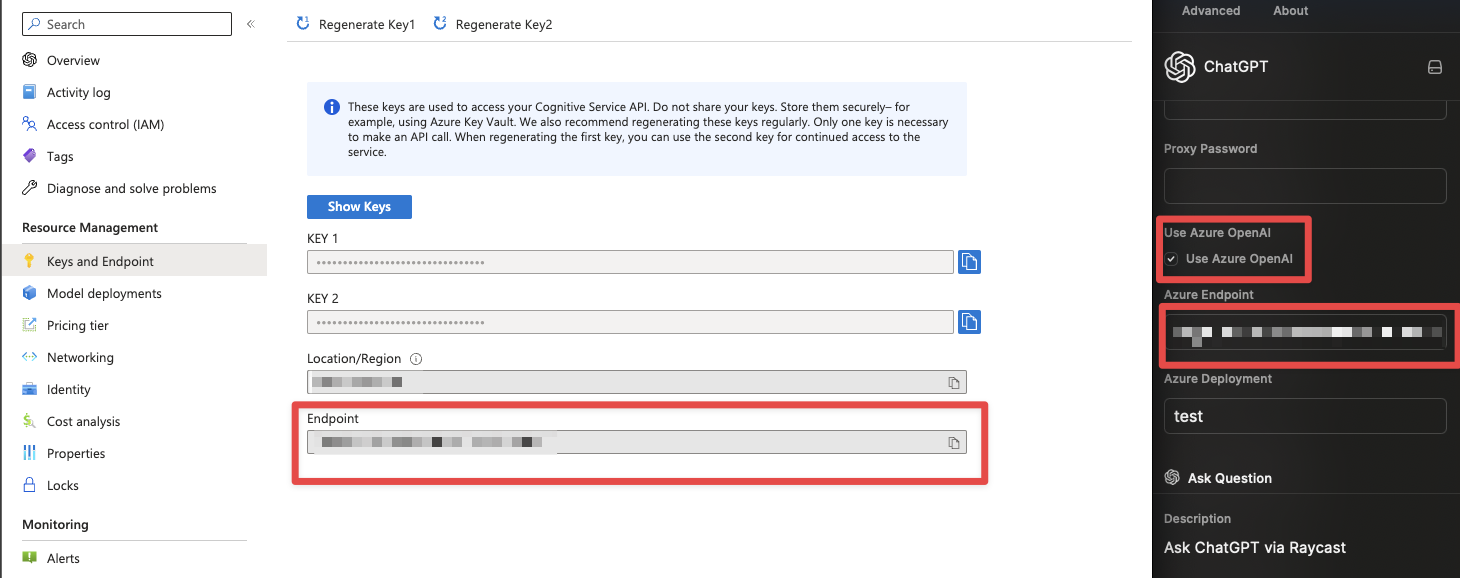 Search
Overview
Activity log
Access control (IAM)
Tags
Diagnose and solve problems
Resource Management
Keys and Endpoint
Model deployments
Pricing tier
Networking
Identity
Cost analysis
Properties
Locks
Monitoring
Alerts
Regenerate Key1
Regenerate Key2
These keys are used to access your Cognitive Service API. Do not share your keys. Store them securely– for
example, using Azure Key Vault. We also recommend regenerating these keys regularly. Only one key is necessary
to make an API call. When regenerating the first key, you can use the second key for continued access to the
service.
Show Keys
KEY 1
KEY 2
Location/Region
Endpoint
Advanced About
ChatGPT
Proxy Password
Use Azure OpenAI
Use Azure OpenAI
Azure Endpoint
Azure Deployment
test
Ask Question
Description
Ask ChatGPT via Raycast